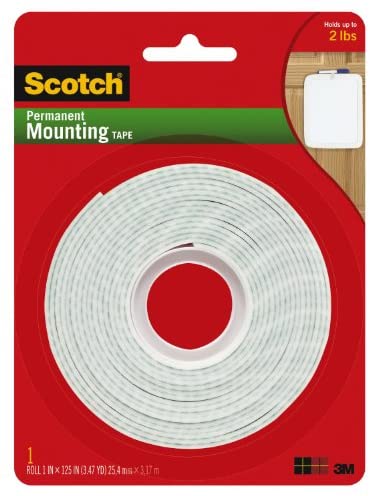 Holds up to
2 lbs
Scotch
Permanent
Mounting TAPE
1
ROLL 1 IN X 125 IN (3.47 YD) 25,4 mm x 3,17 m
3M